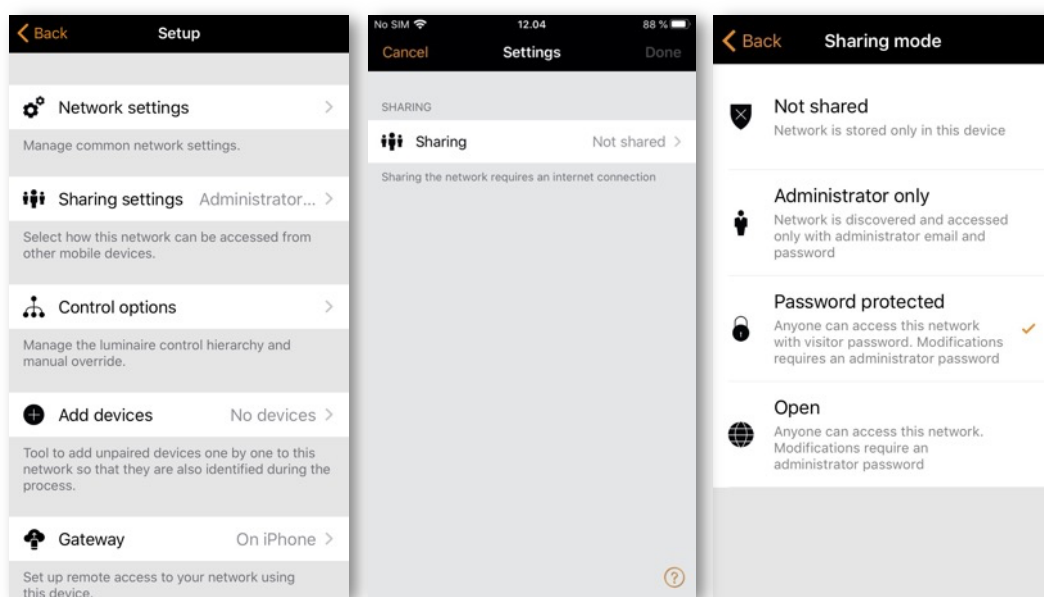 Back Setup
Network settings
Manage common network settings.
Sharing settings Administrator...
Select how this network can be accessed from
other mobile devices.
Control options
Manage the luminaire control hierarchy and
manual override.
Add devices No devices
Tool to add unpaired devices one by one to this
network so that they are also identified during the
process.
Gateway On iPhone
Set up remote access to your network using
this device.
No SIM 12.04 88 %
Cancel Settings Done
SHARING
Sharing Not shared
Sharing the network requires an internet connection
?
Back Sharing mode
Not shared
Network is stored only in this device
Administrator only
Network is discovered and accessed
only with administrator email and
password
Password protected
Anyone can access this network
with visitor password. Modifications
requires an administrator password
Open
Anyone can access this network.
Modifications require an
administrator password